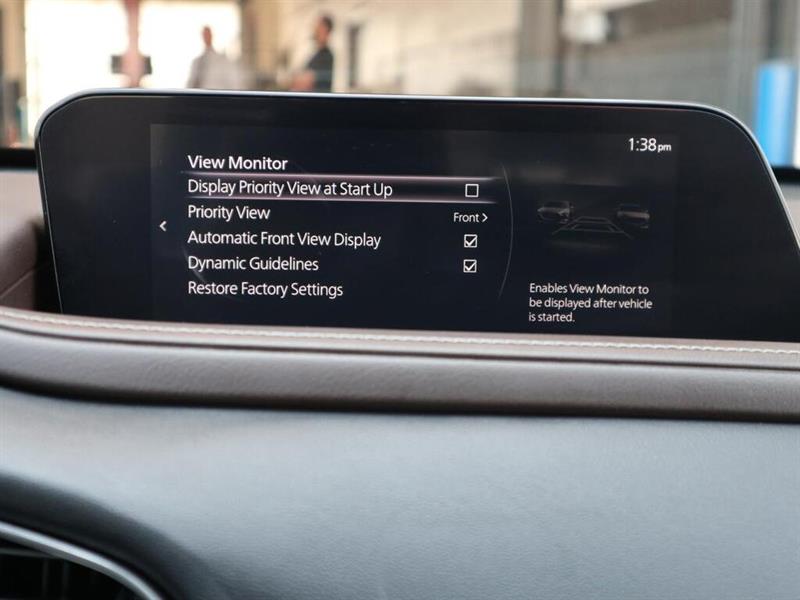 1:38pm
View Monitor
Display Priority View at Start Up
Priority View Front >
Automatic Front View Display
Dynamic Guidelines
Restore Factory Settings
Enables View Monitor to
be displayed after vehicle
is started.